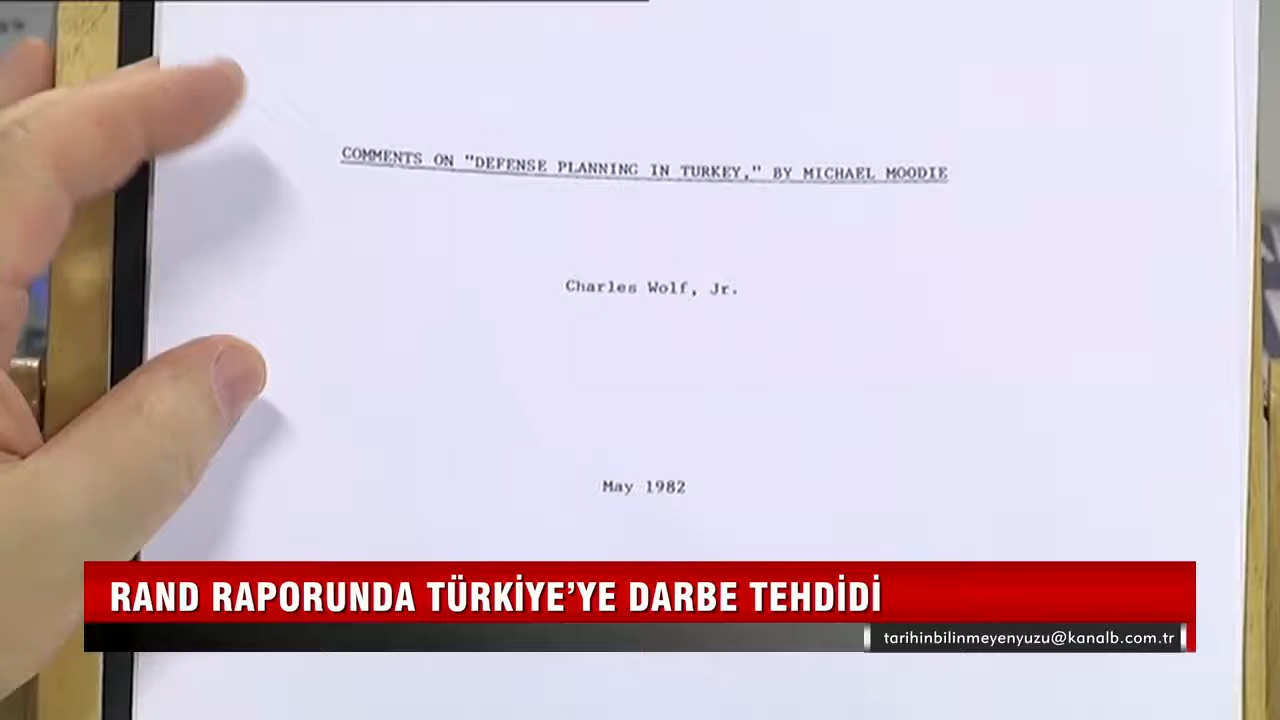 COMMENTS ON "DEFENSE PLANNING IN TURKEY," BY MICHAEL MOODIE
Charles Wolf, Jr.
May 1982
RAND RAPORUNDA TÜRKİYE'YE DARBE TEHDİDİ
tarihinbilinmeyenyuzu@kanalb.com.tr